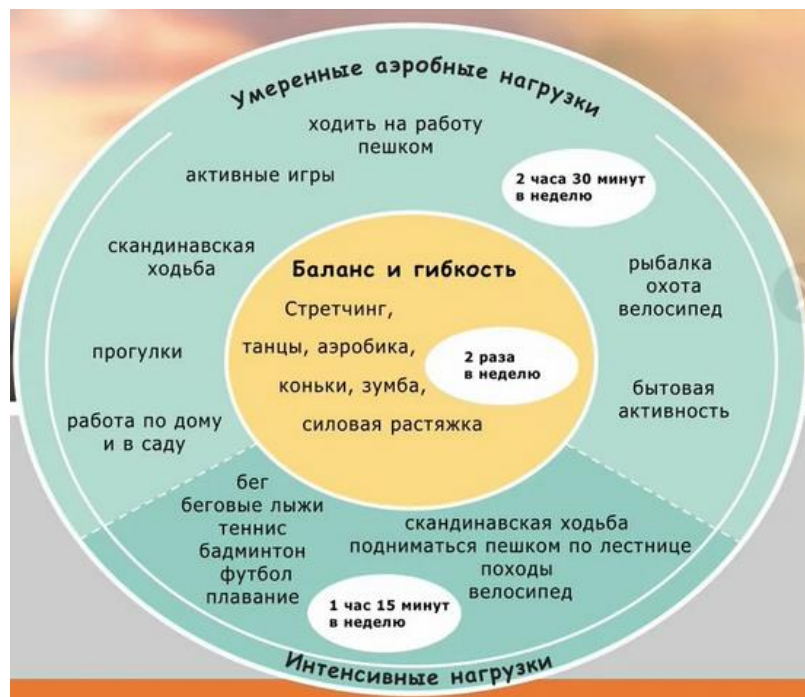 Умеренные аэробные нагрузки
ходить на работу
пешком
активные игры
2 часа 30 минут
в неделю
скандинавская
ходьба
рыбалка
охота
велосипед
прогулки
бытовая
активность
работа по дому
и в саду
Баланс и гибкость
Стретчинг,
танцы, аэробика,
коньки, зумба,
силовая растяжка
2 раза
в неделю
бег
беговые лыжи
теннис
бадминтон
футбол
плавание
скандинавская ходьба
подниматься пешком по лестнице
походы
велосипед
1 час 15 минут
в неделю
Интенсивные нагрузки